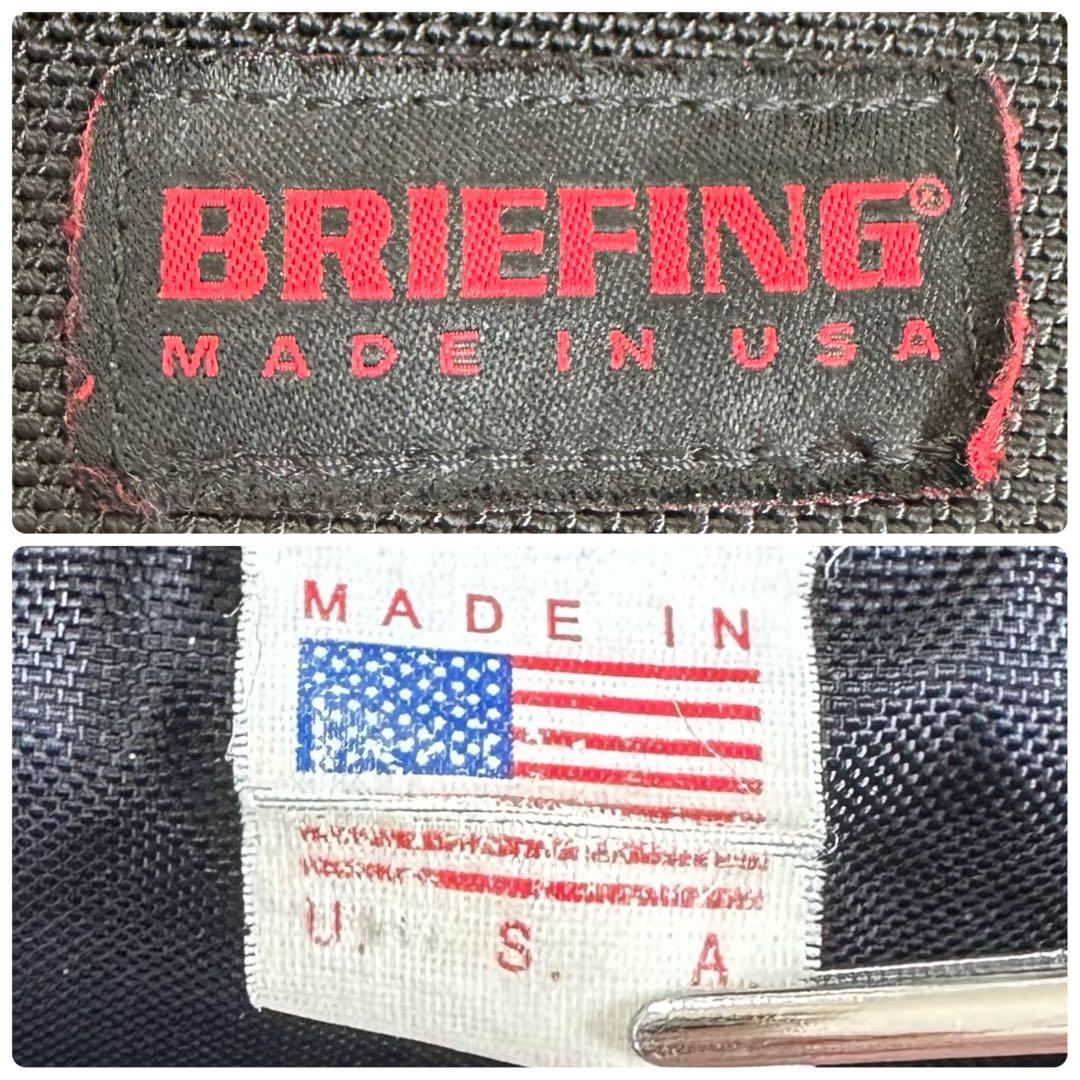 BRIEFING®
MADE IN USA
MADE IN
U. S. A.